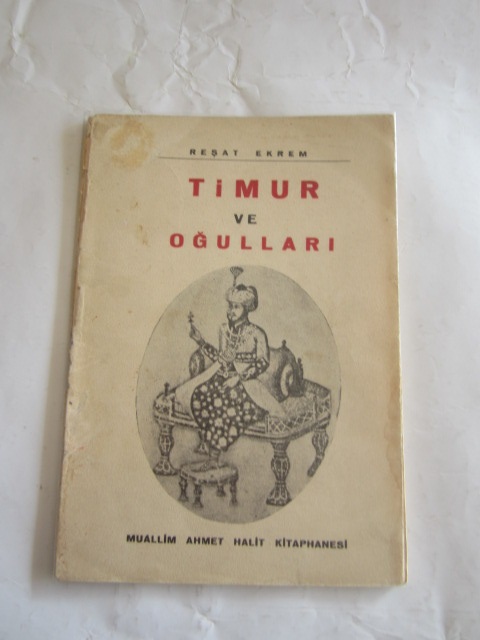 REŞAT EKREM
TİMUR
VE
OĞULLARI
MUALLİM AHMET HALİT KİTAPHANESİ